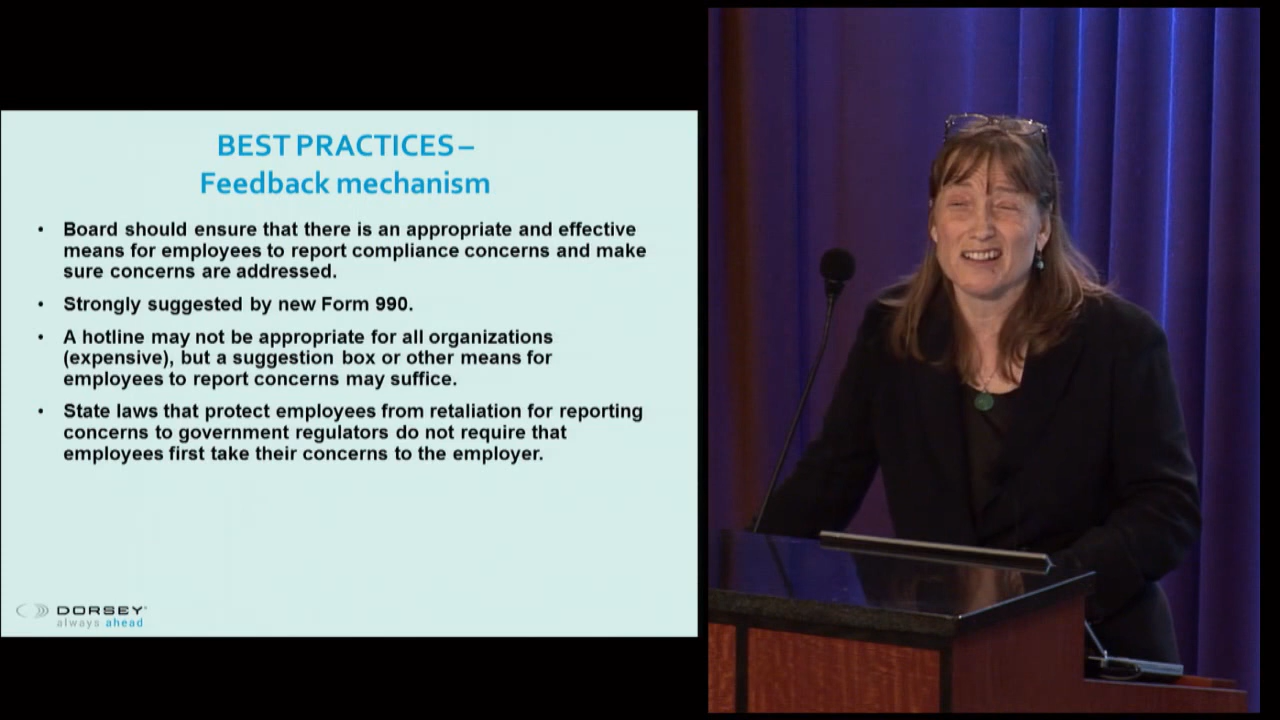 BEST PRACTICES –
Feedback mechanism
• Board should ensure that there is an appropriate and effective
means for employees to report compliance concerns and make
sure concerns are addressed.
• Strongly suggested by new Form 990.
• A hotline may not be appropriate for all organizations
(expensive), but a suggestion box or other means for
employees to report concerns may suffice.
• State laws that protect employees from retaliation for reporting
concerns to government regulators do not require that
employees first take their concerns to the employer.
DORSEY
always ahead